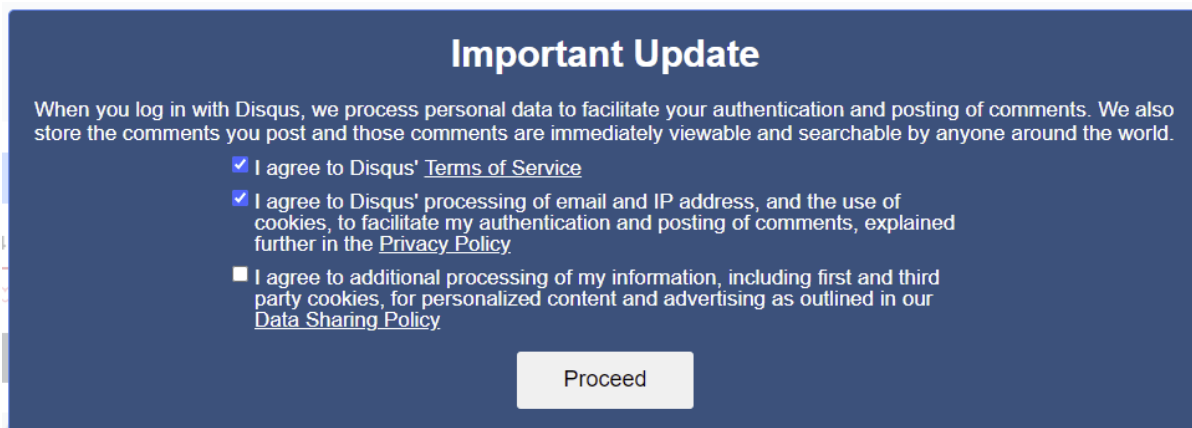 Important Update
When you log in with Disqus, we process personal data to facilitate your authentication and posting of comments. We also
store the comments you post and those comments are immediately viewable and searchable by anyone around the world.
I agree to Disqus' Terms of Service
I agree to Disqus' processing of email and IP address, and the use of
cookies, to facilitate my authentication and posting of comments, explained
further in the Privacy Policy
I agree to additional processing of my information, including first and third
party cookies, for personalized content and advertising as outlined in our
Data Sharing Policy
Proceed